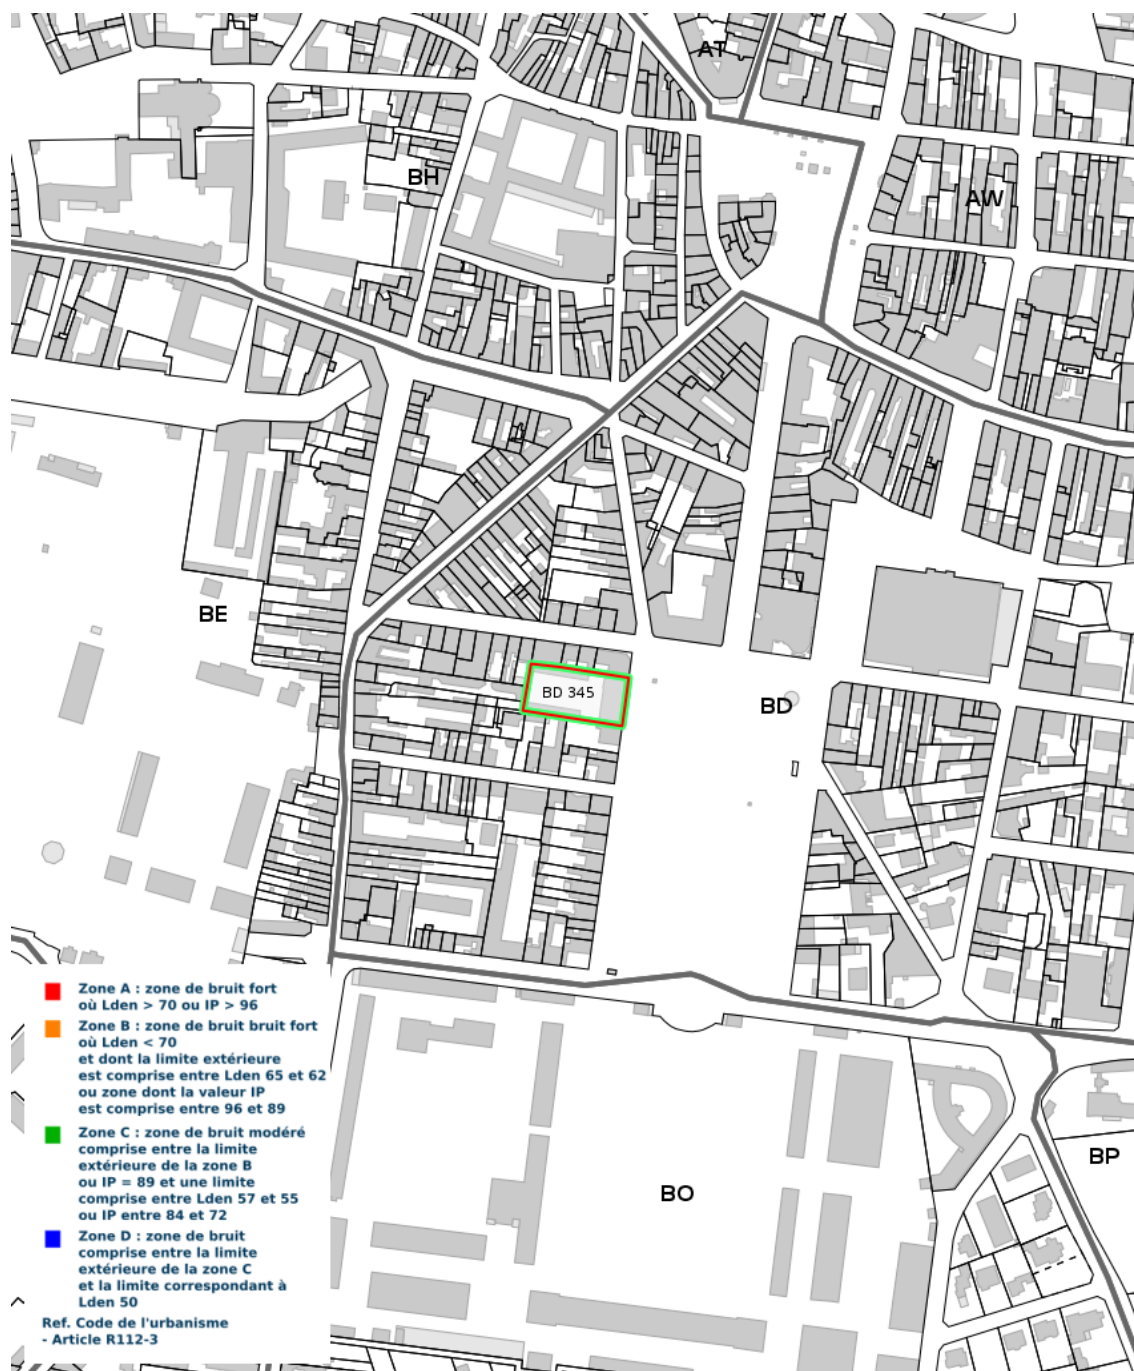 AT
BH
AW
BE
BD 345
BD
Zone A : zone de bruit fort
où Lden > 70 ou IP > 96
Zone B : zone de bruit bruit fort
où Lden < 70
et dont la limite extérieure
est comprise entre Lden 65 et 62
ou zone dont la valeur IP
est comprise entre 96 et 89
Zone C : zone de bruit modéré
comprise entre la limite
extérieure de la zone B
ou IP = 89 et une limite
comprise entre Lden 57 et 55
ou IP entre 84 et 72
BP
BO
Zone D : zone de bruit
comprise entre la limite
extérieure de la zone C
et la limite correspondant à
Lden 50
Ref. Code de l'urbanisme
- Article R112-3